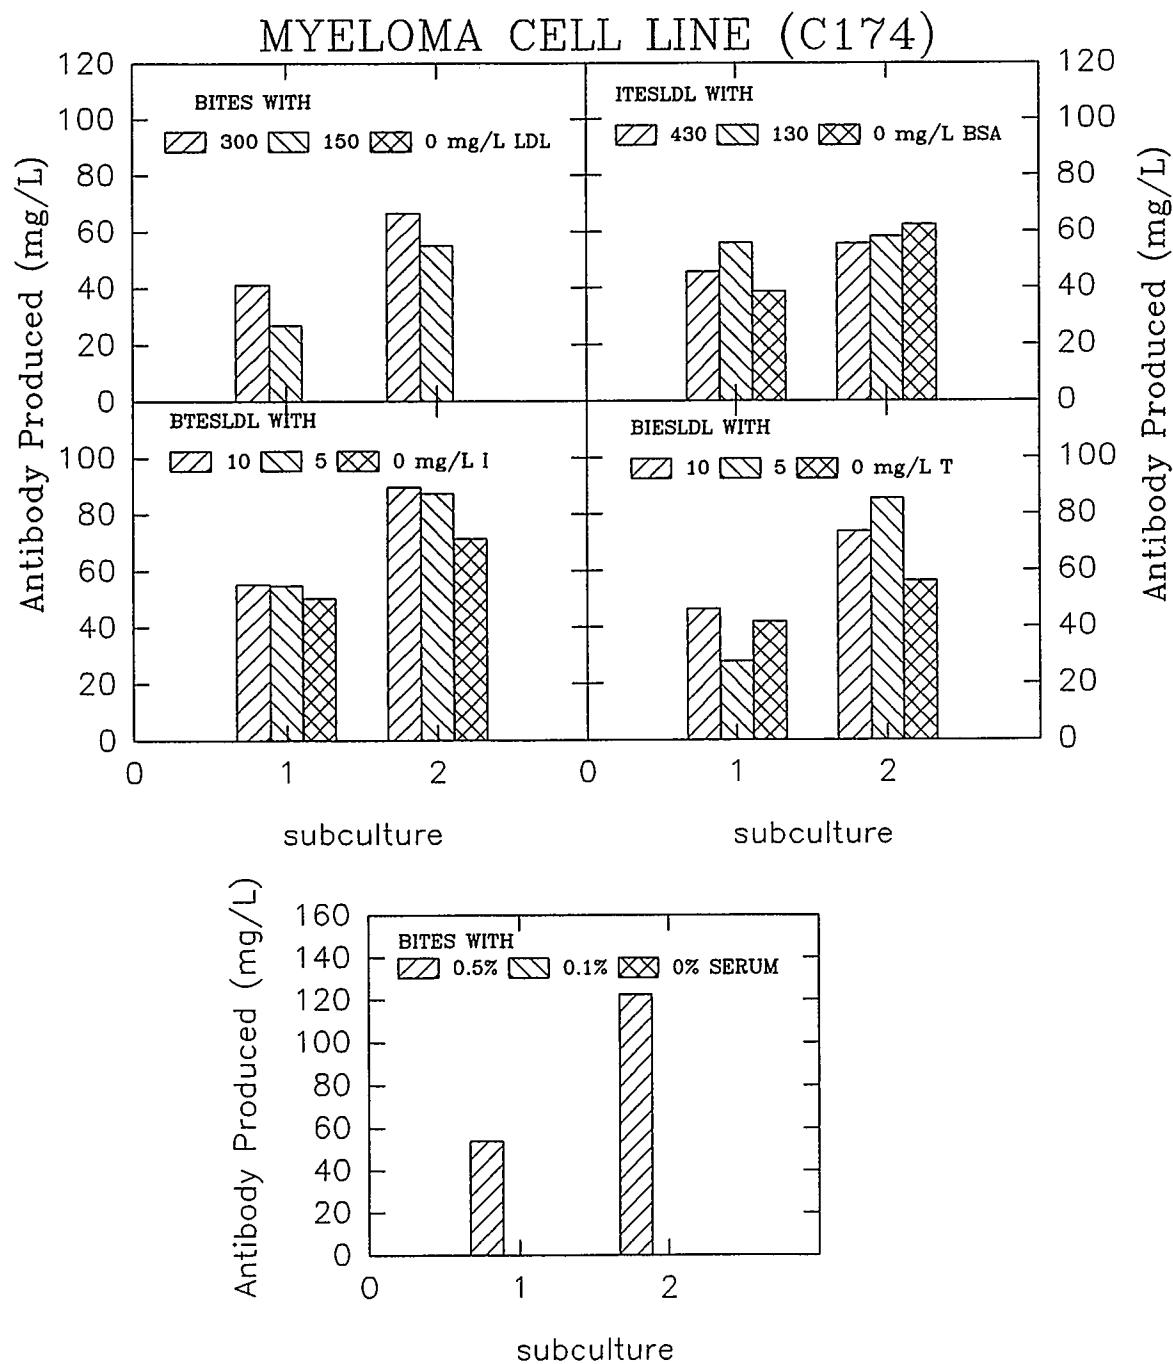 MYELOMA CELL LINE (C174)
Antibody Produced (mg/L)
120
100
80
60
40
20
0
BITES WITH
300 150 0 mg/L LDL
ITESLDL WITH
430 130 0 mg/L BSA
120
100
80
60
40
20
0
Antibody Produced (mg/L)
100
80
60
40
20
0
BTESLDL WITH
10 5 0 mg/L I
BIESLDL WITH
10 5 0 mg/L T
100
80
60
40
20
0
0 1 2
0 1 2
subculture
subculture
Antibody Produced (mg/L)
160
140
120
100
80
60
40
20
0
BITES WITH
0.5% 0.1% 0% SERUM
0 1 2
subculture